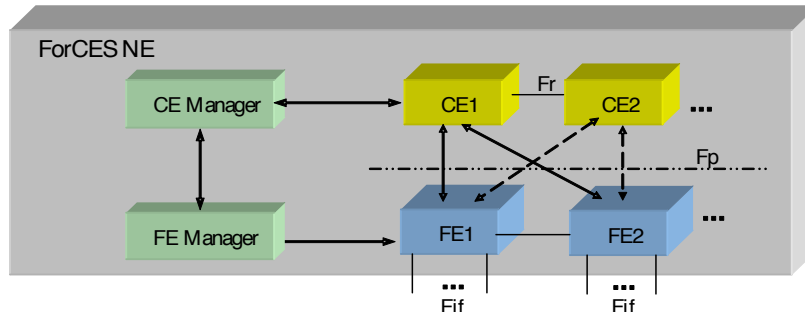 ForCES NE
CE Manager
CE1
Fr
CE2
...
Fp
FE Manager
FE1
FE2
...
...
...
Fif
Fif